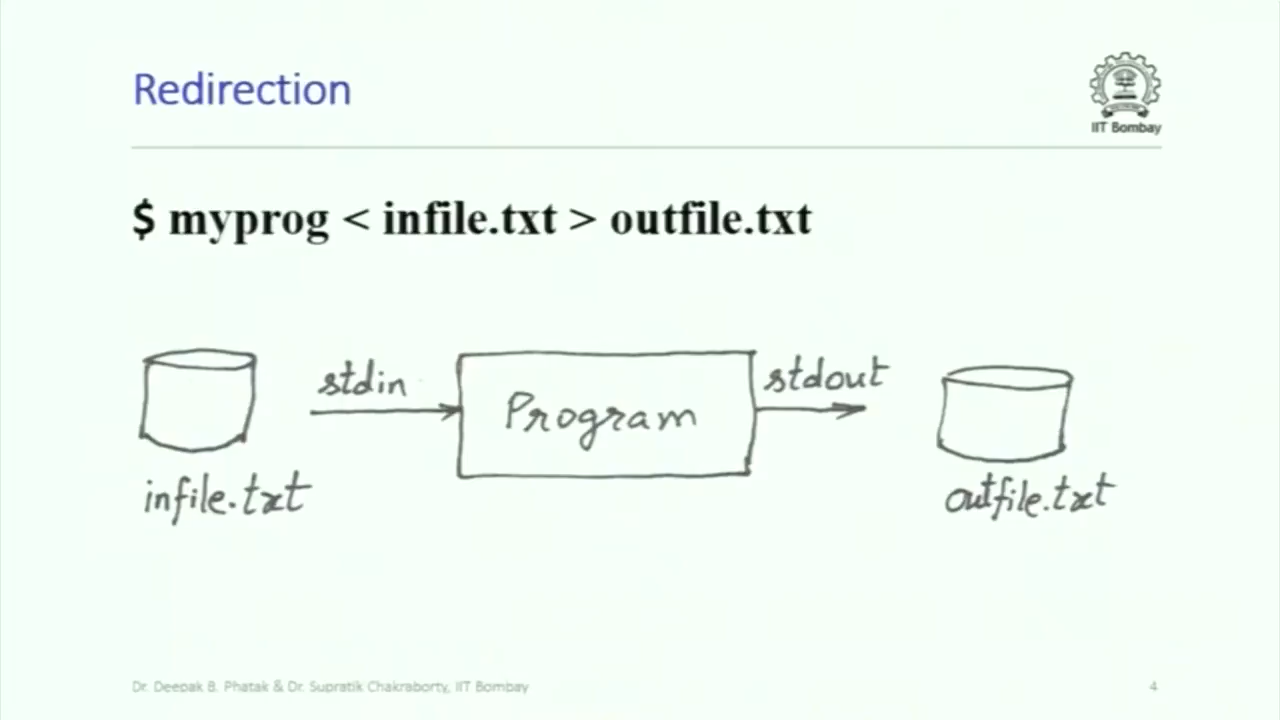 Redirection
IIT Bombay
$ myprog < infile.txt > outfile.txt
stdin
Program
stdout
infile.txt
outfile.txt
Dr. Deepak B. Phatak & Dr. Supratik Chakraborty, IIT Bombay
4